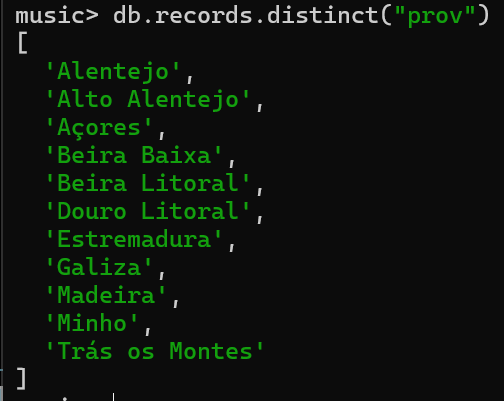 music> db.records.distinct("prov")
[
'Alentejo',
'Alto Alentejo',
'Açores',
'Beira Baixa',
'Beira Litoral',
'Douro Litoral',
'Estremadura',
'Galiza',
'Madeira',
'Minho',
'Trás os Montes'
]